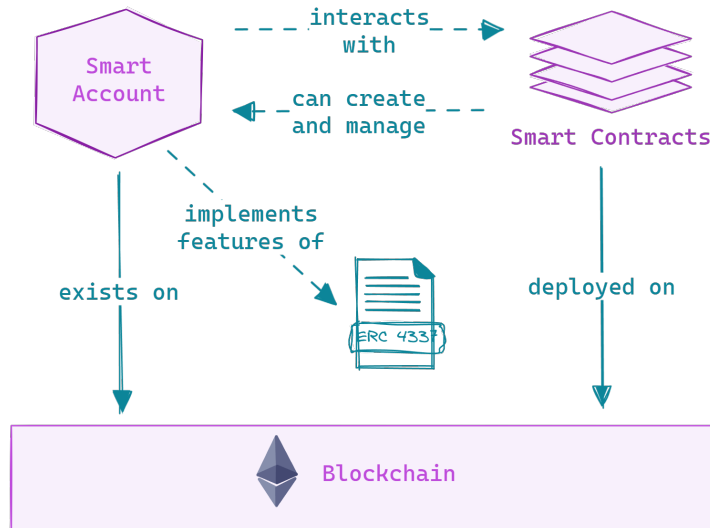 interacts
with
Smart
Account
can create
and manage
Smart Contracts
implements
features of
exists on
deployed on
ERC 4337
Blockchain